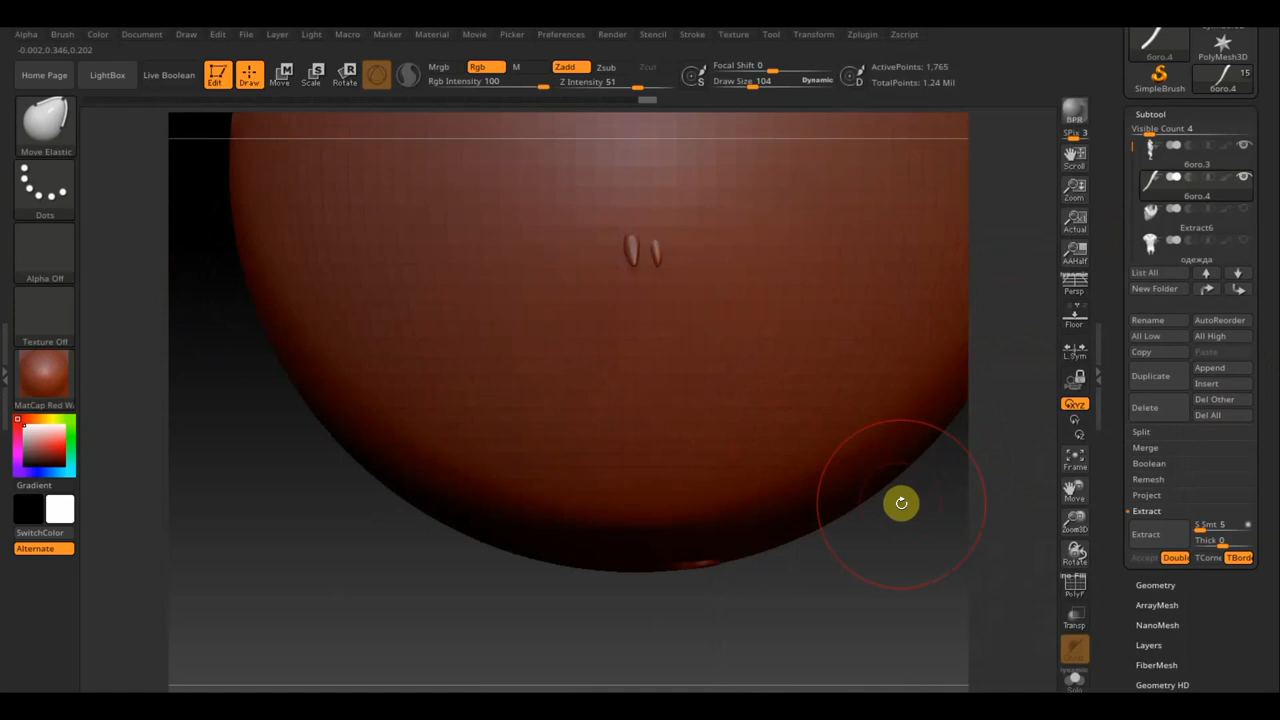 Alpha Brush Color Document Draw Edit File Layer Light Macro Marker Material Movie Picker Preferences Render Stencil Stroke Texture Tool Transform Zplugin Zscript
-0.002,0.346,0.202
Home Page
LightBox
Live Boolean
Edit
Draw
Move
Scale
Rotate
Mrgb Rgb M
Rgb Intensity 100
Zadd Zsub Zcut
Z Intensity 51
S
Focal Shift 0
Draw Size 104 Dynamic
D
ActivePoints: 1,765
TotalPoints: 1.24 Mil
Move Elastic
Dots
Alpha Off
Texture Off
MatCap Red W
Gradient
SwitchColor
Alternate
BPR
SPix 3
Scroll
Zoom
Actual
AAHalf
Persp
Floor
L.Sym
XYZ
Y
Z
Frame
Move
Zoom3D
Rotate
PolyF
Transp
Solo
6oro.4
PolyMesh3D
SimpleBrush
15
6oro.4
Subtool
Visible Count 4
6oro.3
6oro.4
Extract6
одежда
List All
New Folder
Rename AutoReorder
All Low All High
Copy Paste
Duplicate
Append
Insert
Delete
Del Other
Del All
Split
Merge
Boolean
Remesh
Project
Extract
Extract
S Smt 5
Thick 0
Accept Double TCorne TBorde
Geometry
ArrayMesh
NanoMesh
Layers
FiberMesh
Geometry HD